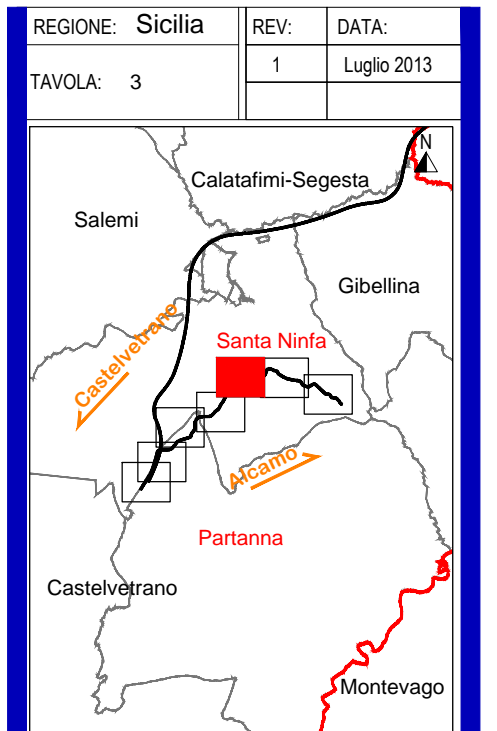 REGIONE: Sicilia
REV: DATA:
TAVOLA: 3
1 Luglio 2013
N
Calatafimi-Segesta
Salemi
Gibellina
Castelvetrano
Santa Ninfa
Alcamo
Partanna
Castelvetrano
Montevago